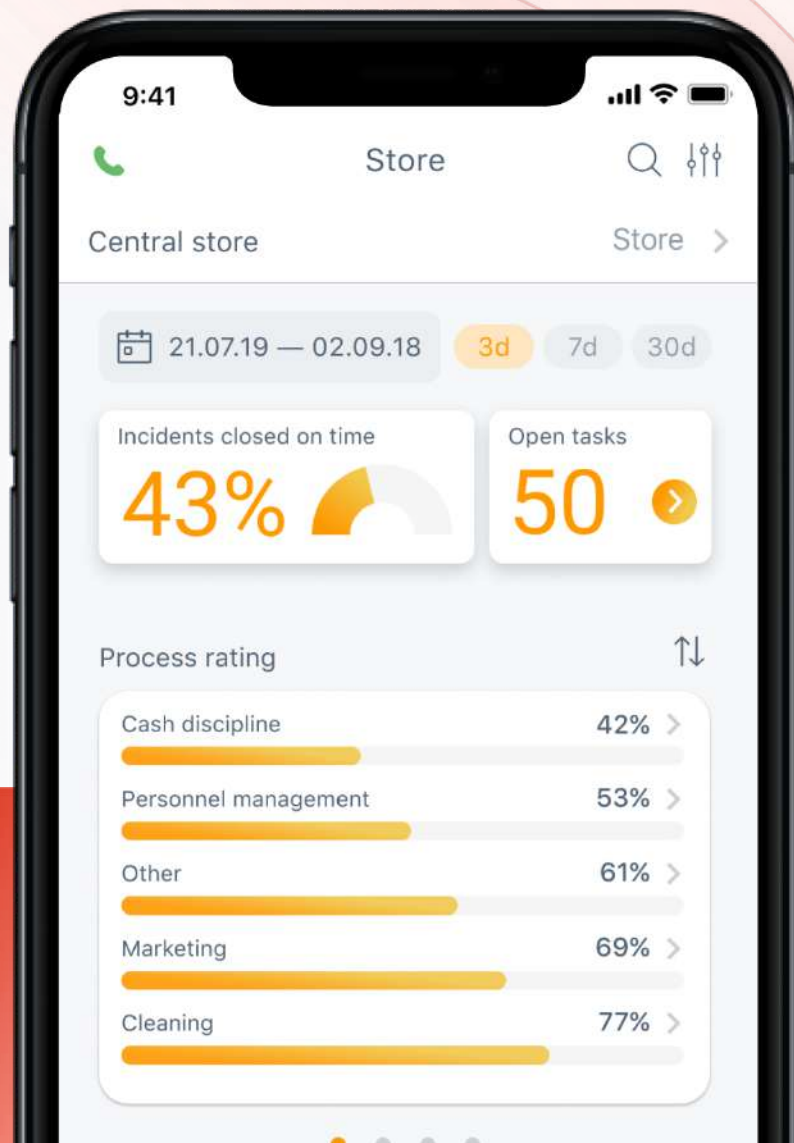 9:41
Store
Central store Store
21.07.19 — 02.09.18 3d 7d 30d
Incidents closed on time Open tasks
43% 50
Process rating
Cash discipline 42%
Personnel management 53%
Other 61%
Marketing 69%
Cleaning 77%